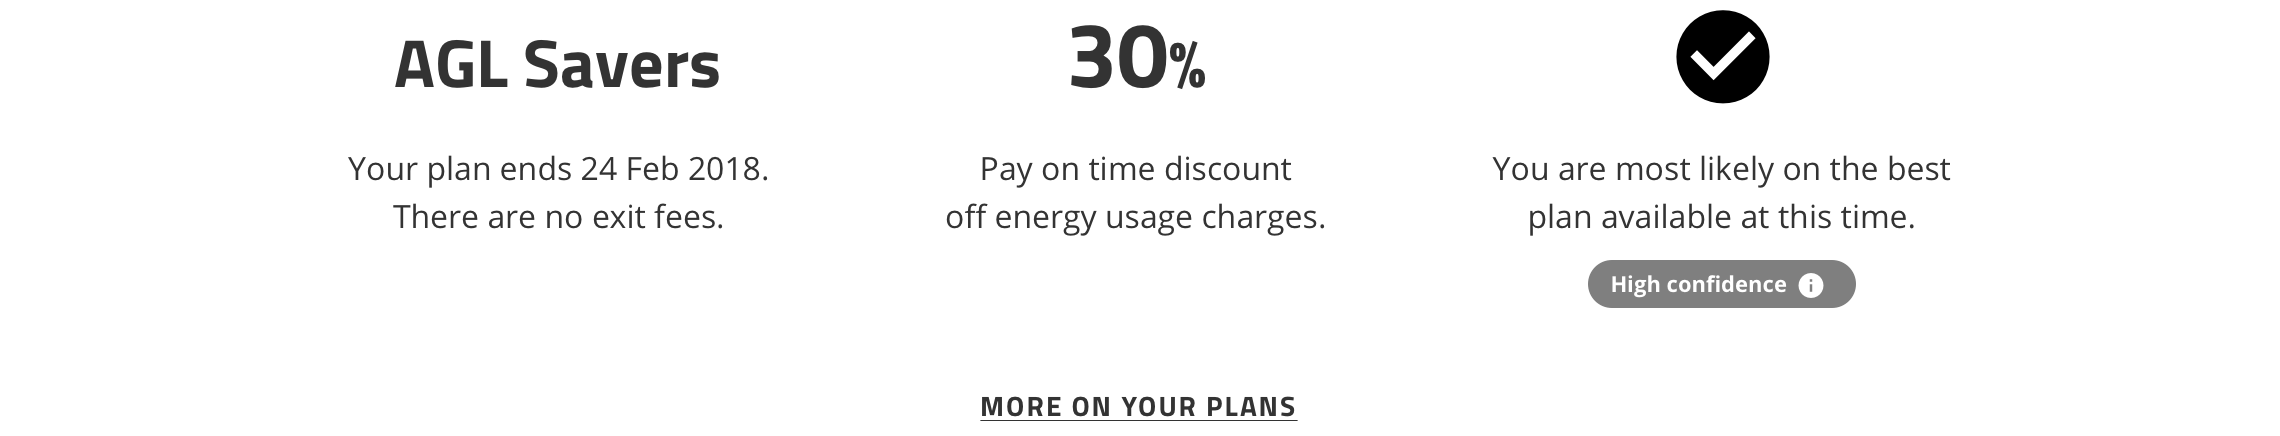 AGL Savers
Your plan ends 24 Feb 2018.
There are no exit fees.
30%
Pay on time discount
off energy usage charges.
You are most likely on the best
plan available at this time.
High confidence
MORE ON YOUR PLANS